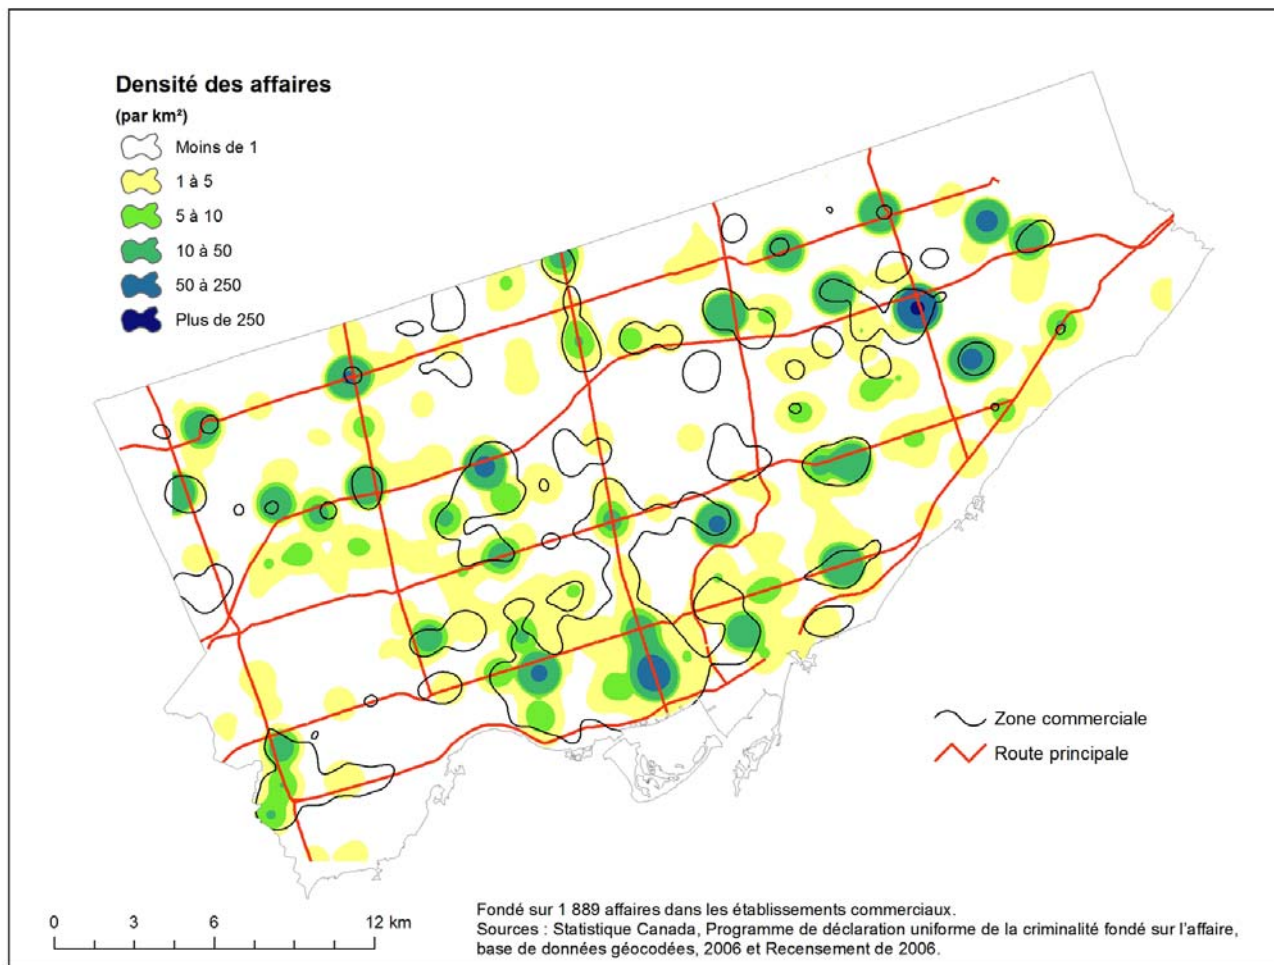 Densité des affaires
(par km²)
Moins de 1
1 à 5
5 à 10
10 à 50
50 à 250
Plus de 250
Zone commerciale
Route principale
0 3 6 12 km
Fondé sur 1 889 affaires dans les établissements commerciaux.
Sources : Statistique Canada, Programme de déclaration uniforme de la criminalité fondé sur l'affaire,
base de données géocodées, 2006 et Recensement de 2006.